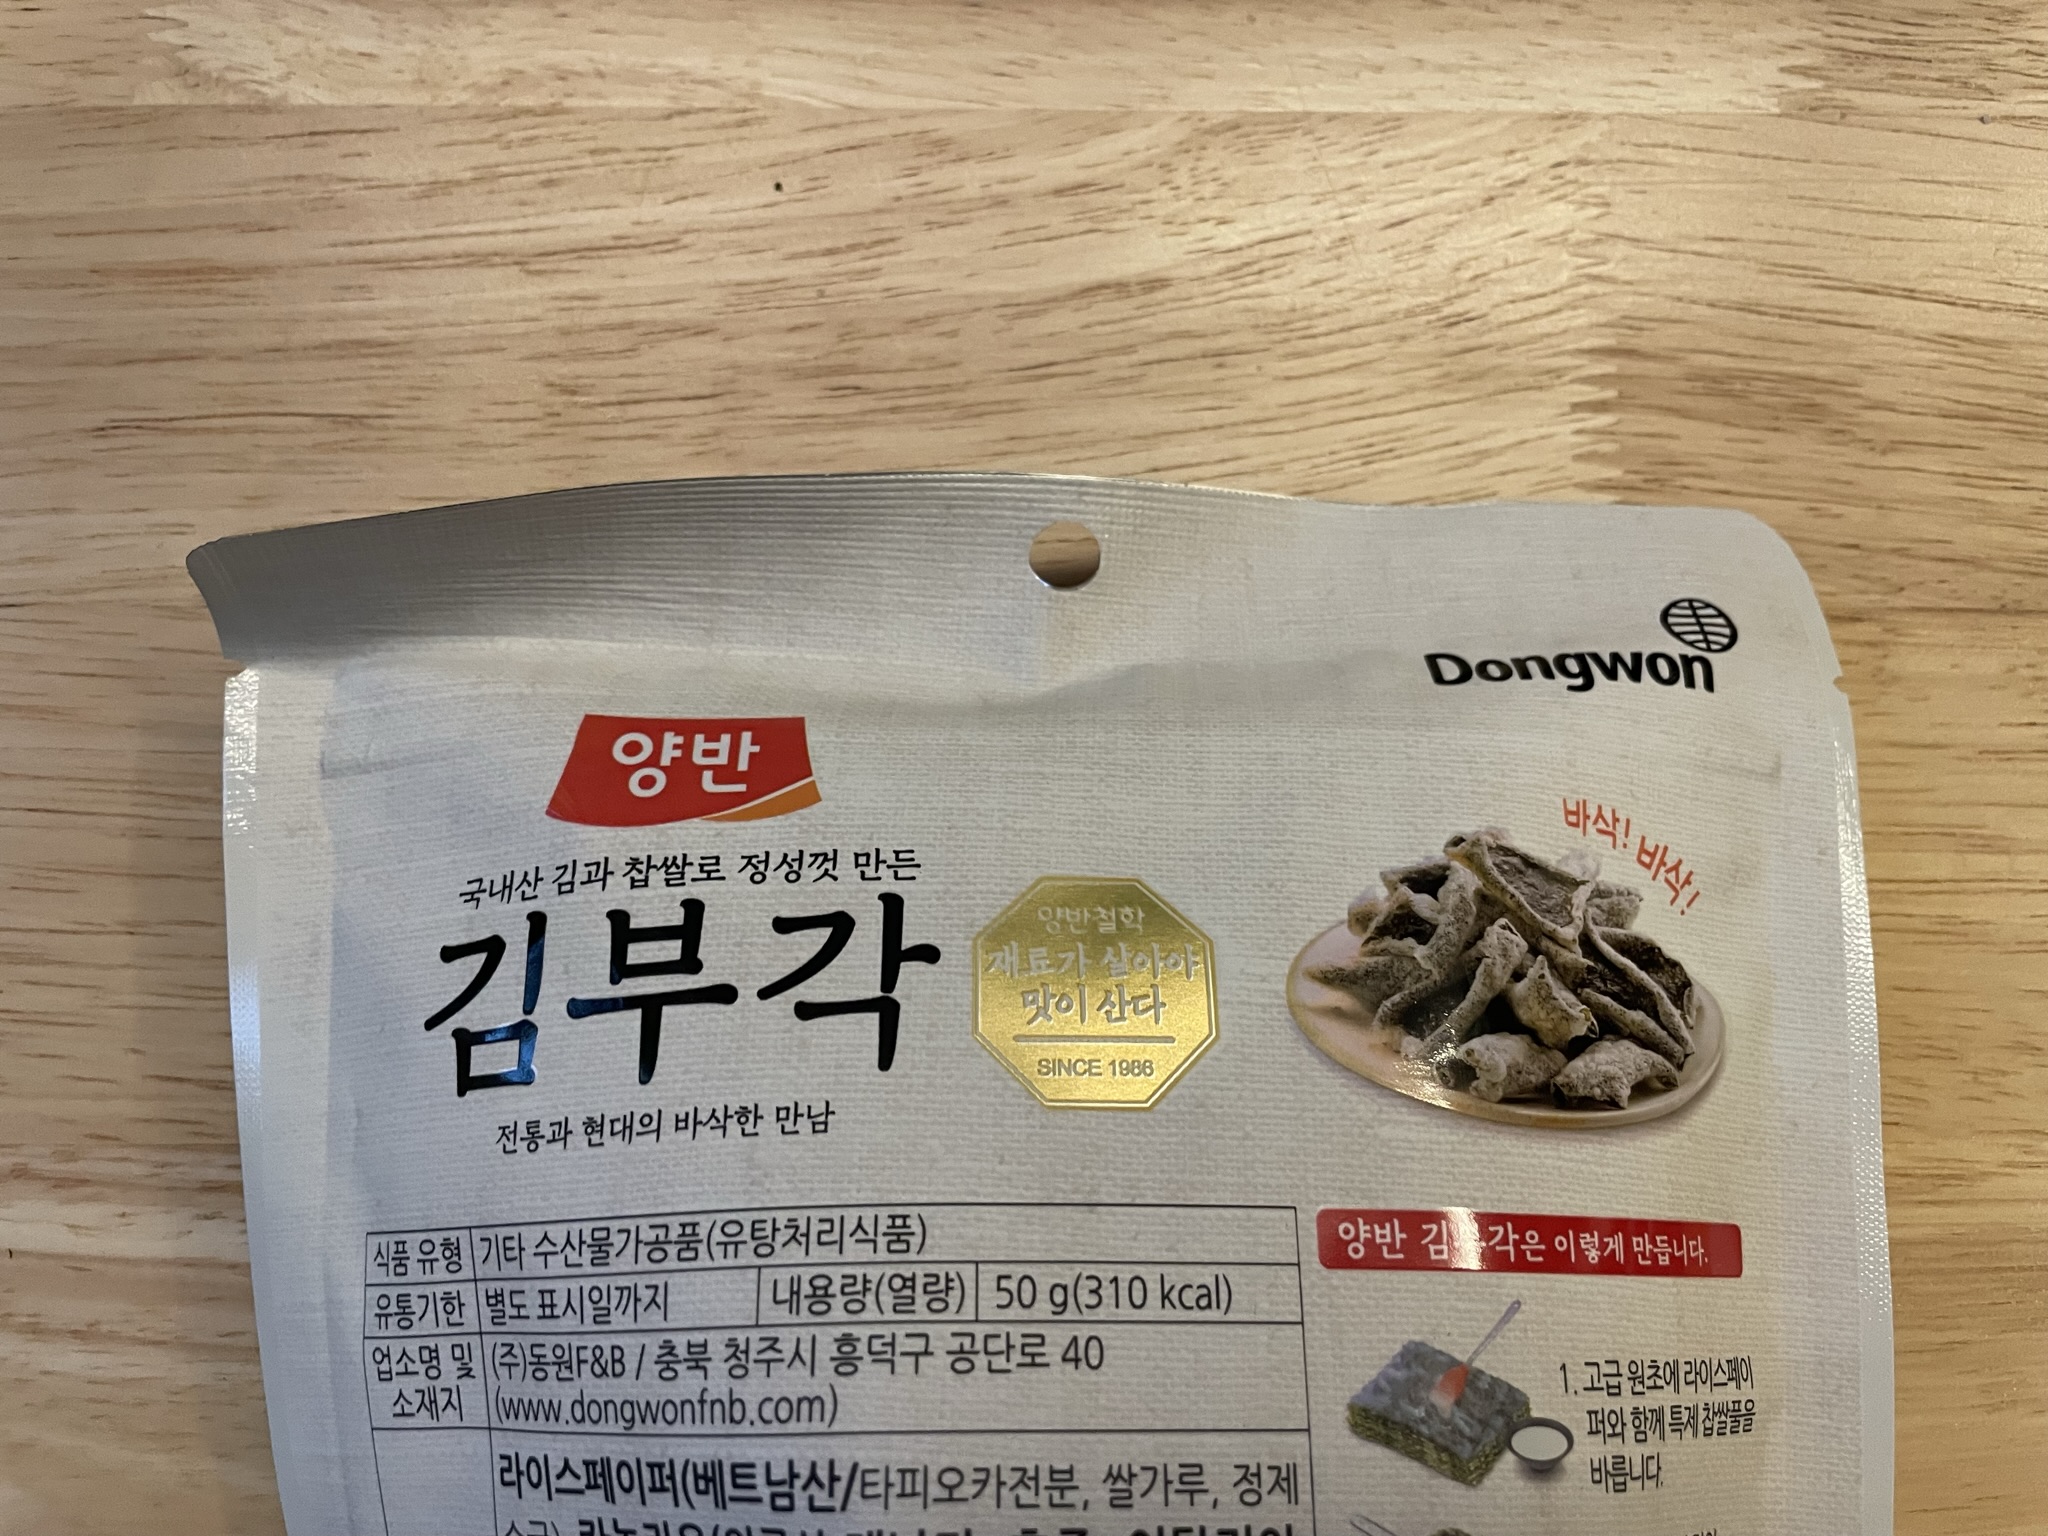 Dongwon
양반
국내산 김과 찹쌀로 정성껏 만든
김부각
전통과 현대의 바삭한 만남
양반철학
재료가 살아야
맛이 산다
SINCE 1986
바삭! 바삭!
식품 유형 기타 수산물가공품(유탕처리식품)
유통기한 별도 표시일까지 내용량(열량) 50 g(310 kcal)
업소명 및 소재지
(주)동원F&B / 충북 청주시 흥덕구 공단로 40
(www.dongwonfnb.com)
라이스페이퍼(베트남산/타피오카전분, 쌀가루, 정제
양반 김부각은 이렇게 만듭니다.
1. 고급 원초에 라이스페이
퍼와 함께 특제 찹쌀풀을
바릅니다.